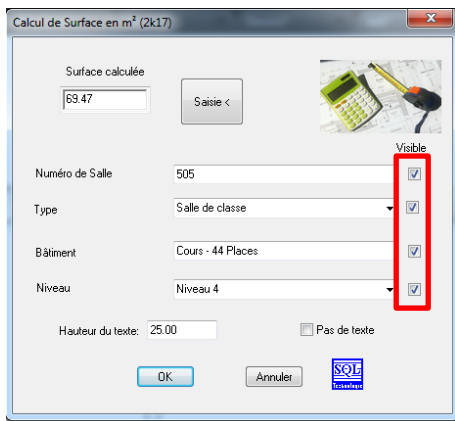 Calcul de Surface en m² (2k17)
Surface calculée
69.47
Saisie <
Visible
Numéro de Salle
505
Type
Salle de classe
Bâtiment
Cours - 44 Places
Niveau
Niveau 4
Hauteur du texte:
25.00
Pas de texte
OK
Annuler
SQL